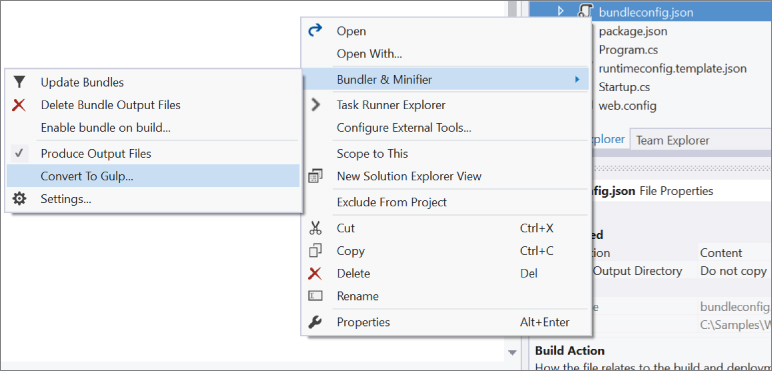 bundleconfig.json
package.json
Program.cs
runtimeconfig.template.json
Startup.cs
web.config
Open
Open With...
Bundler & Minifier
Task Runner Explorer
Configure External Tools...
Scope to This
New Solution Explorer View
Exclude From Project
Cut Ctrl+X
Copy Ctrl+C
Delete Del
Rename
Properties Alt+Enter
Update Bundles
Delete Bundle Output Files
Enable bundle on build...
Produce Output Files
Convert To Gulp...
Settings...
plorer Team Explorer
fig.json File Properties
ed
tion Content
Output Directory Do not copy
e bundleconfig
C:\Samples\W
Build Action
How the file relates to the build and deploym